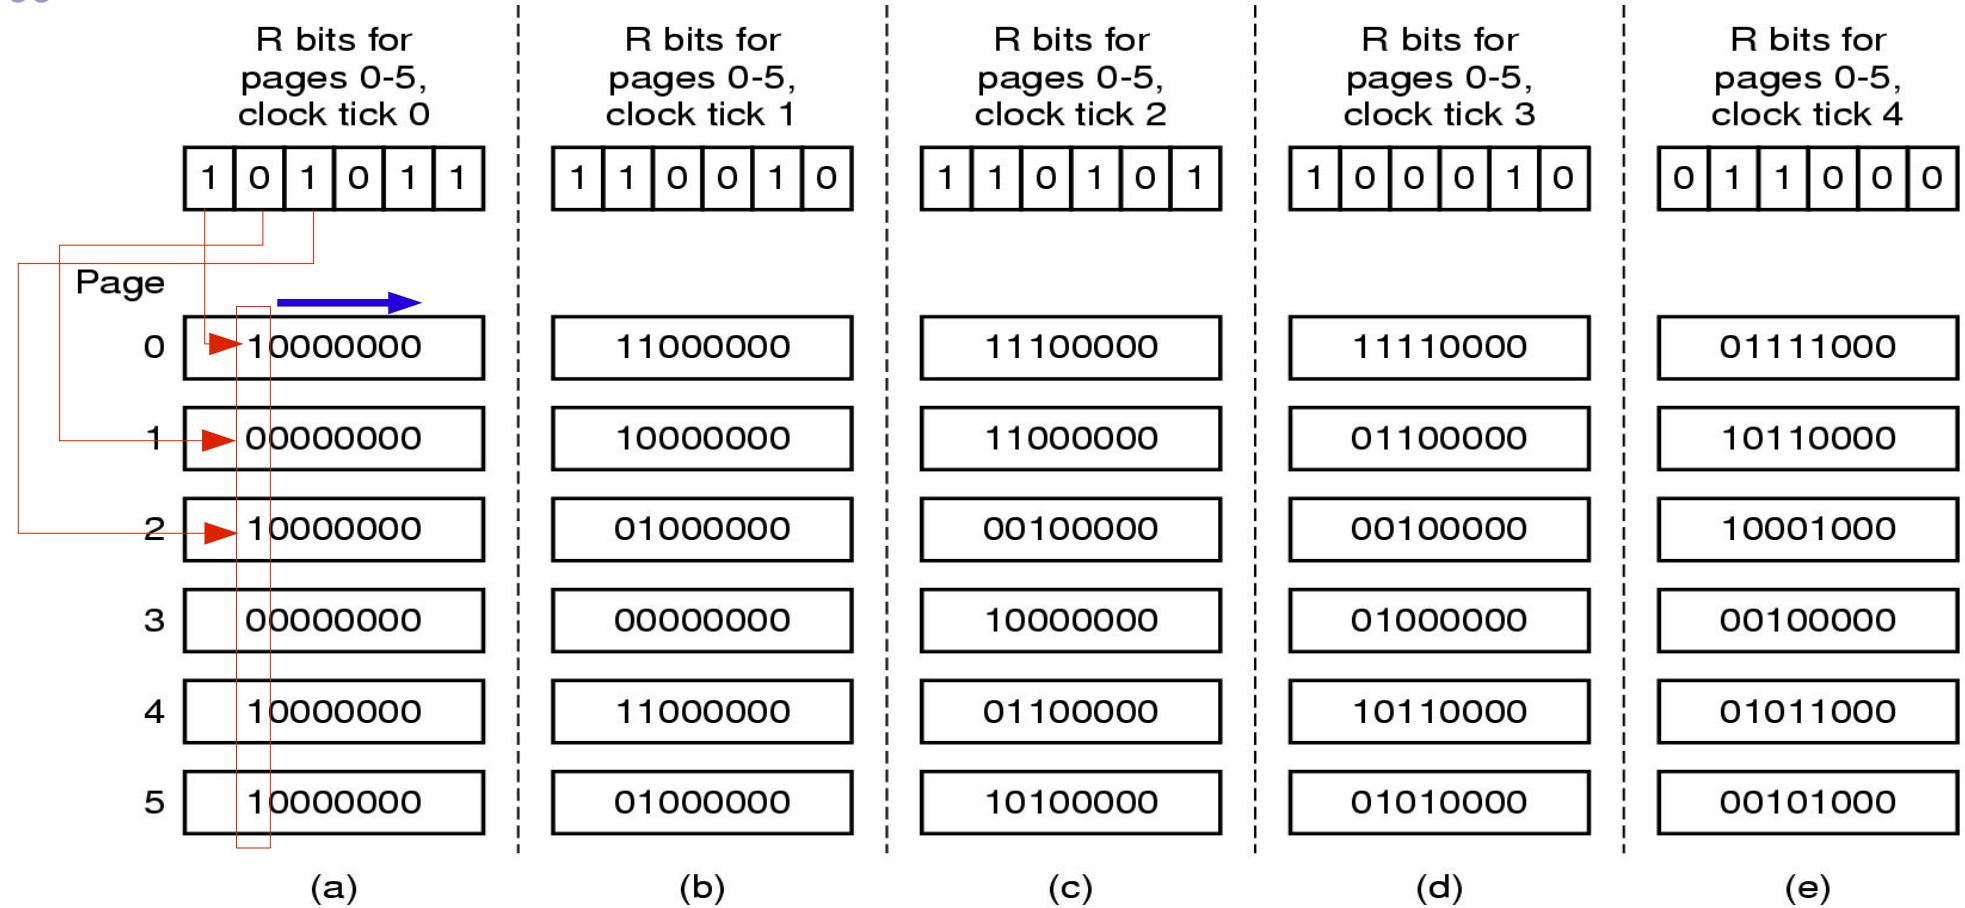 R bits for pages 0-5, clock tick 0
R bits for pages 0-5, clock tick 1
R bits for pages 0-5, clock tick 2
R bits for pages 0-5, clock tick 3
R bits for pages 0-5, clock tick 4
1 0 1 0 1 1
1 1 0 0 1 0
1 1 0 1 0 1
1 0 0 0 1 0
0 1 1 0 0 0
Page
0 10000000 11000000 11100000 11110000 01111000
1 00000000 10000000 11000000 01100000 10110000
2 10000000 01000000 00100000 00100000 10001000
3 00000000 00000000 10000000 01000000 00100000
4 10000000 11000000 01100000 10110000 01011000
5 10000000 01000000 10100000 01010000 00101000
(a) (b) (c) (d) (e)